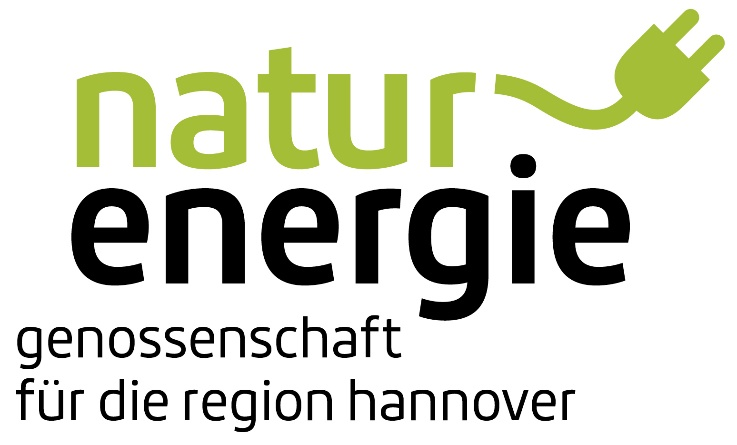 natur
energie
genossenschaft
für die region hannover